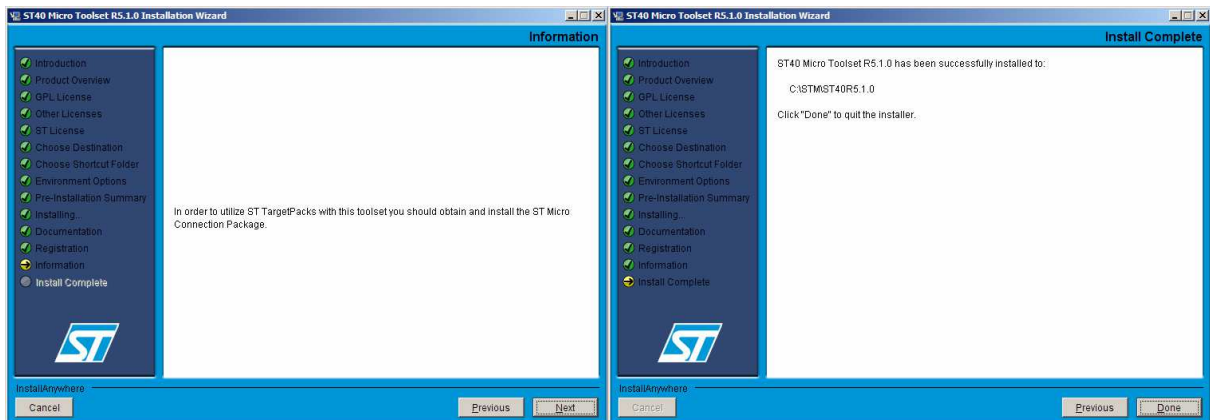 ST40 Micro Toolset R5.1.0 Installation Wizard
Information
Introduction
Product Overview
GPL License
Other Licenses
ST License
Choose Destination
Choose Shortcut Folder
Environment Options
Pre-Installation Summary
Installing...
Documentation
Registration
Information
Install Complete
In order to utilize ST TargetPacks with this toolset you should obtain and install the ST Micro
Connection Package.
ST
InstallAnywhere
Cancel
Previous
Next
ST40 Micro Toolset R5.1.0 Installation Wizard
Install Complete
Introduction
Product Overview
GPL License
Other Licenses
ST License
Choose Destination
Choose Shortcut Folder
Environment Options
Pre-Installation Summary
Installing...
Documentation
Registration
Information
Install Complete
ST40 Micro Toolset R5.1.0 has been successfully installed to:
C:\STM\ST40R5.1.0
Click "Done" to quit the installer.
ST
InstallAnywhere
Cancel
Previous
Done